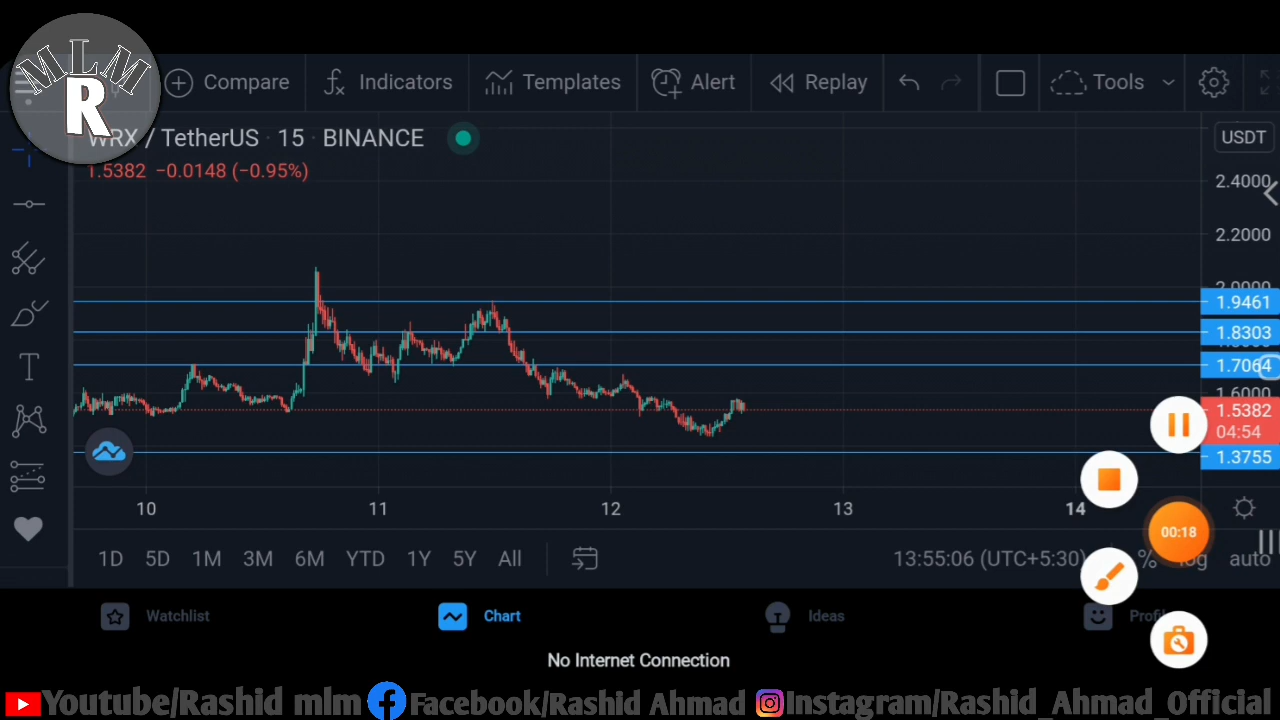 MLM
R
Compare
Indicators
Templates
Alert
Replay
Tools
WRX / TetherUS · 15 · BINANCE
1.5382 −0.0148 (−0.95%)
USDT
2.4000
2.2000
2.0000
1.9461
1.8303
1.7064
1.6000
1.5382
04:54
1.3755
10 11 12 13 14
00:18
1D 5D 1M 3M 6M YTD 1Y 5Y All
13:55:06 (UTC+5:30) % log auto
Watchlist
Chart
Ideas
No Internet Connection
Youtube/Rashid mlm Facebook/Rashid Ahmad Instagram/Rashid_Ahmad_Official